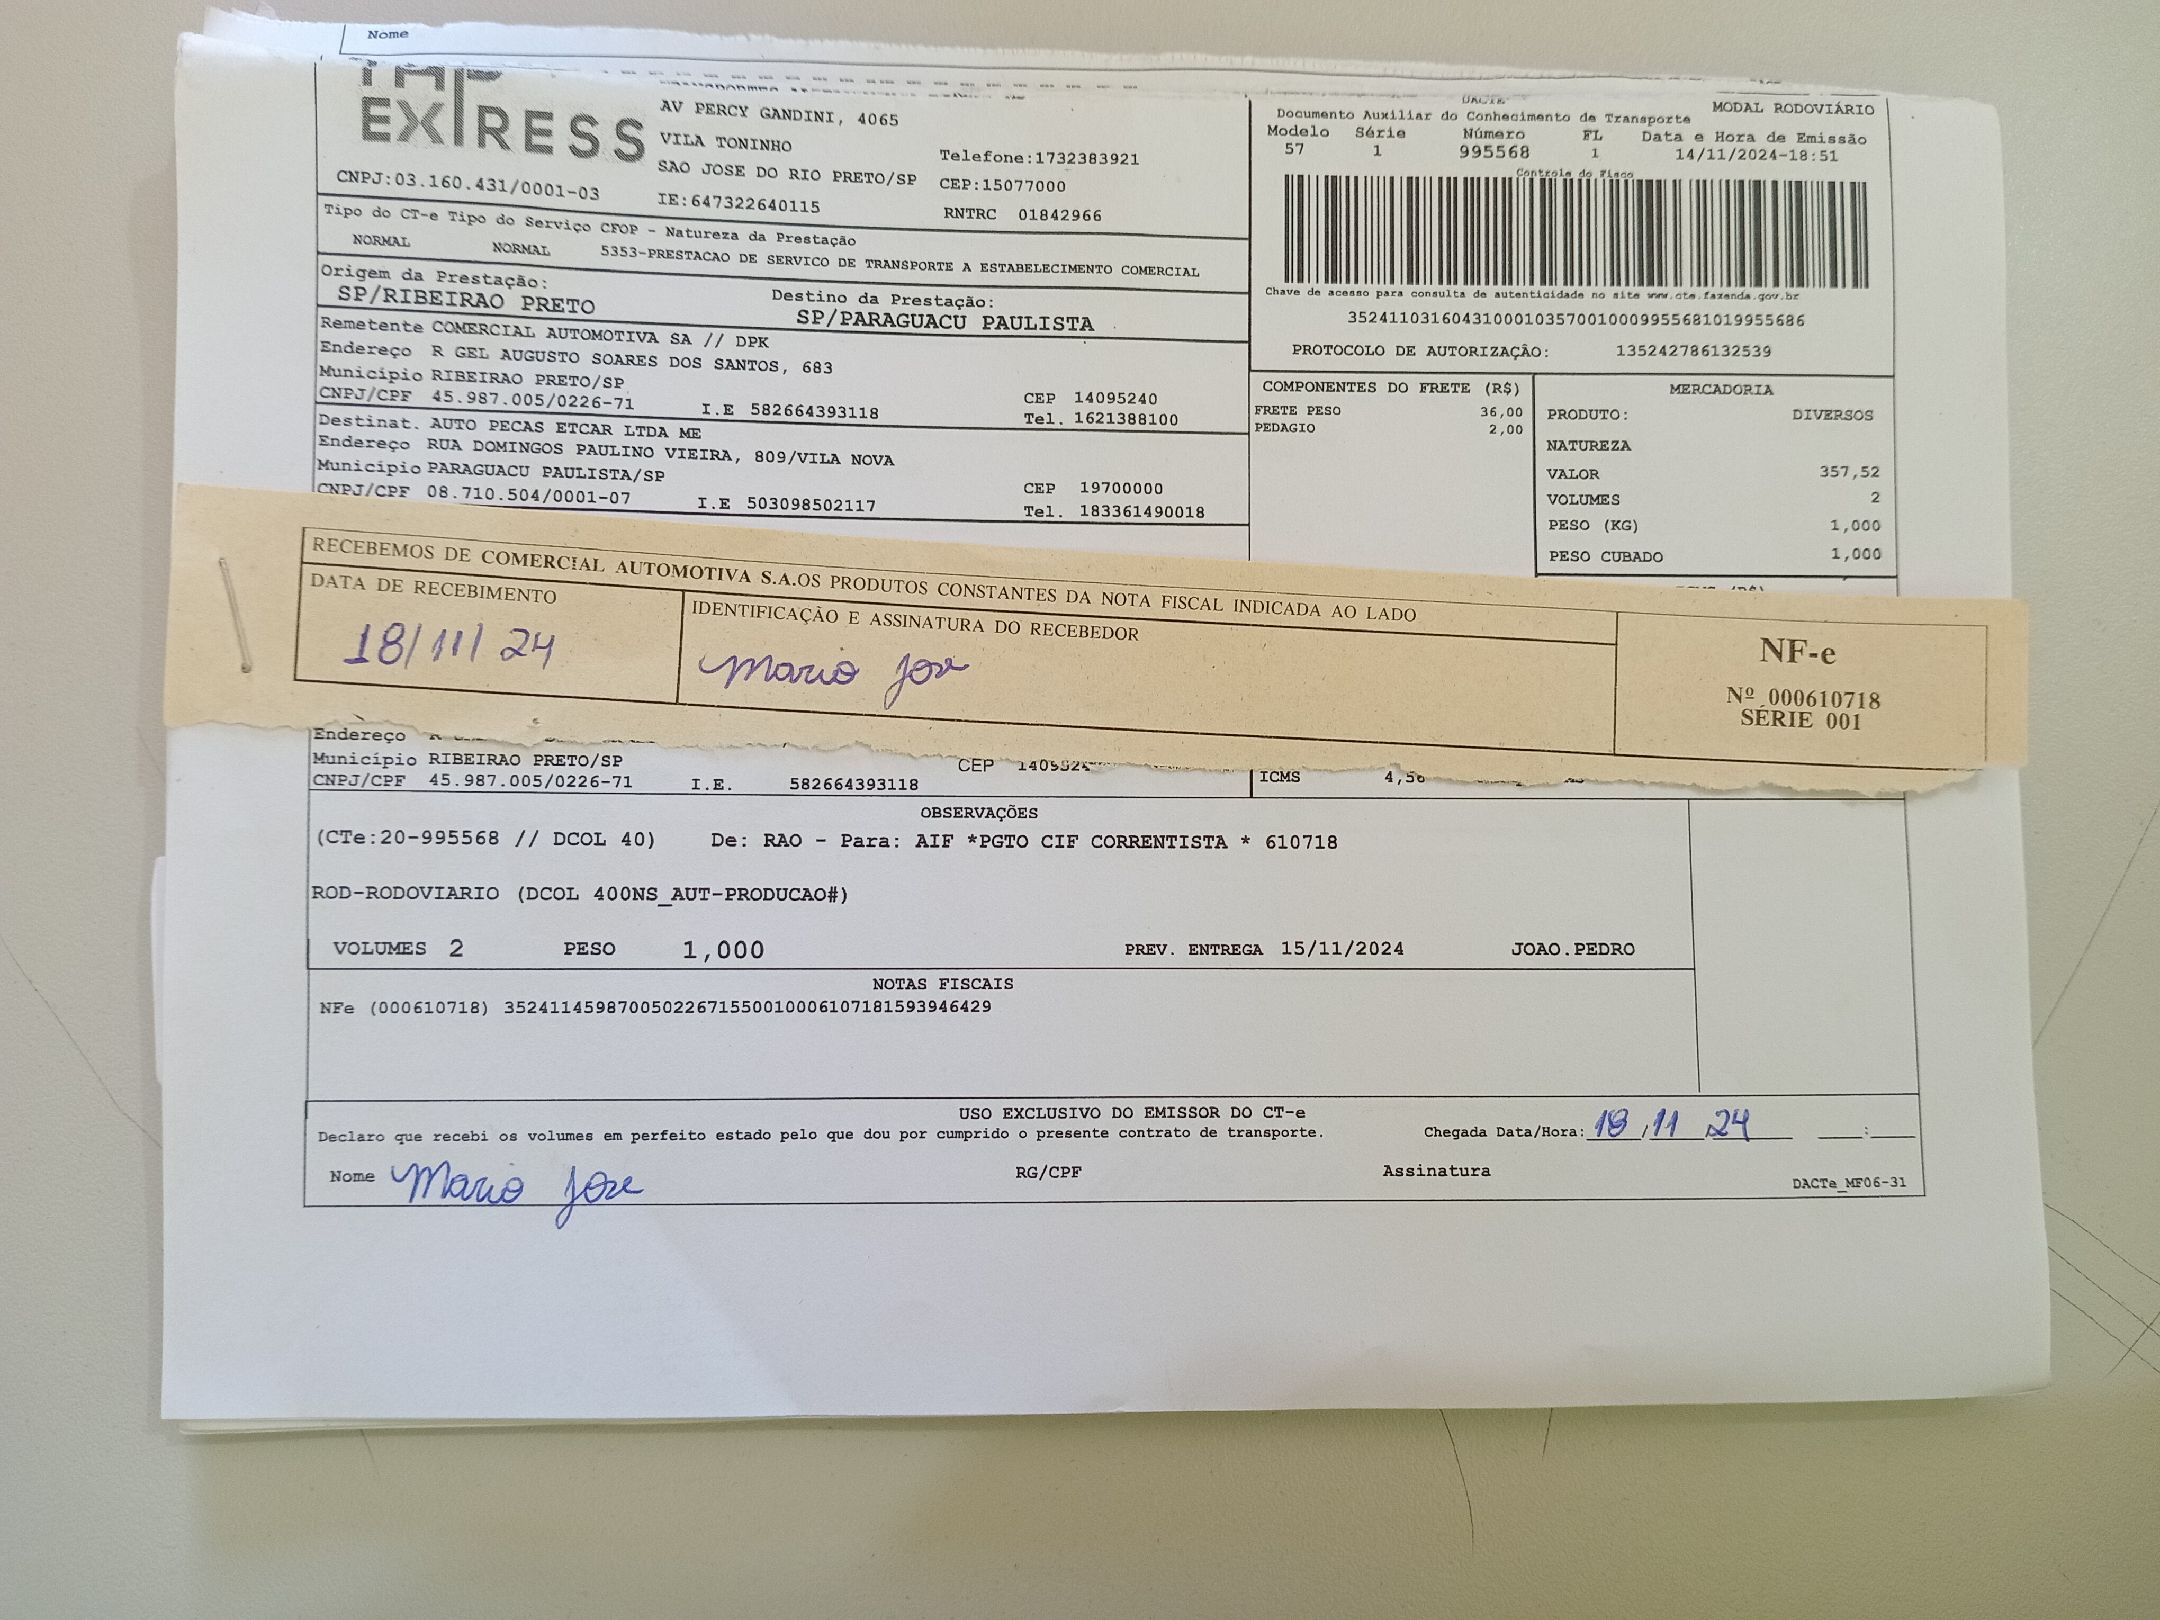 Nome
EXPRESS
AV PERCY GANDINI, 4065
VILA TONINHO
SAO JOSE DO RIO PRETO/SP
Telefone:1732383921
CEP:15077000
CNPJ:03.160.431/0001-03
IE:647322640115
RNTRC 01842966
MODAL RODOVIÁRIO
Documento Auxiliar do Conhecimento de Transporte
Modelo Série Número FL Data e Hora de Emissão
57 1 995568 1 14/11/2024-18:51
Controle do Fisco
Chave de acesso para consulta de autenticidade no site www.cte.fazenda.gov.br
35241103160431000103570010009955681019955686
PROTOCOLO DE AUTORIZAÇÃO: 135242786132539
Tipo do CT-e Tipo do Serviço CFOP - Natureza da Prestação
NORMAL NORMAL 5353-PRESTACAO DE SERVICO DE TRANSPORTE A ESTABELECIMENTO COMERCIAL
Origem da Prestação:
SP/RIBEIRAO PRETO
Destino da Prestação:
SP/PARAGUACU PAULISTA
Remetente COMERCIAL AUTOMOTIVA SA // DPK
Endereço R GEL AUGUSTO SOARES DOS SANTOS, 683
Município RIBEIRAO PRETO/SP CEP 14095240
CNPJ/CPF 45.987.005/0226-71 I.E 582664393118 Tel. 1621388100
Destinat. AUTO PECAS ETCAR LTDA ME
Endereço RUA DOMINGOS PAULINO VIEIRA, 809/VILA NOVA
Município PARAGUACU PAULISTA/SP CEP 19700000
CNPJ/CPF 08.710.504/0001-07 I.E 503098502117 Tel. 183361490018
COMPONENTES DO FRETE (R$)
FRETE PESO 36,00
PEDAGIO 2,00
MERCADORIA
PRODUTO: DIVERSOS
NATUREZA
VALOR 357,52
VOLUMES 2
PESO (KG) 1,000
PESO CUBADO 1,000
RECEBEMOS DE COMERCIAL AUTOMOTIVA S.A.OS PRODUTOS CONSTANTES DA NOTA FISCAL INDICADA AO LADO
DATA DE RECEBIMENTO
18/11/24
IDENTIFICAÇÃO E ASSINATURA DO RECEBEDOR
Mario Jose
NF-e
Nº 000610718
SÉRIE 001
Endereço
Município RIBEIRAO PRETO/SP CEP
CNPJ/CPF 45.987.005/0226-71 I.E. 582664393118
ICMS 4,56
OBSERVAÇÕES
(CTe:20-995568 // DCOL 40) De: RAO - Para: AIF *PGTO CIF CORRENTISTA * 610718
ROD-RODOVIARIO (DCOL 400NS_AUT-PRODUCAO#)
VOLUMES 2 PESO 1,000 PREV. ENTREGA 15/11/2024 JOAO.PEDRO
NOTAS FISCAIS
NFe (000610718) 35241145987005022671550010006107181593946429
USO EXCLUSIVO DO EMISSOR DO CT-e
Declaro que recebi os volumes em perfeito estado pelo que dou por cumprido o presente contrato de transporte.
Chegada Data/Hora: 18/11/24 __:__
Nome Mario Jose RG/CPF Assinatura
DACTe_MF06-31